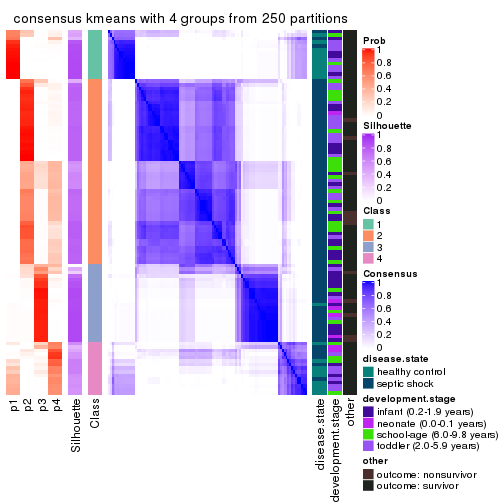 consensus kmeans with 4 groups from 250 partitions
Prob
1
0.8
0.6
0.4
0.2
0
Silhouette
1
0.8
0.6
0.4
0.2
0
Class
1
2
3
4
Consensus
1
0.8
0.6
0.4
0.2
0
disease.state
healthy control
septic shock
development.stage
infant (0.2-1.9 years)
neonate (0.0-0.1 years)
school-age (6.0-9.8 years)
toddler (2.0-5.9 years)
other
outcome: nonsurvivor
outcome: survivor
p1
p2
p3
p4
Silhouette
Class
disease.state
development.stage
other